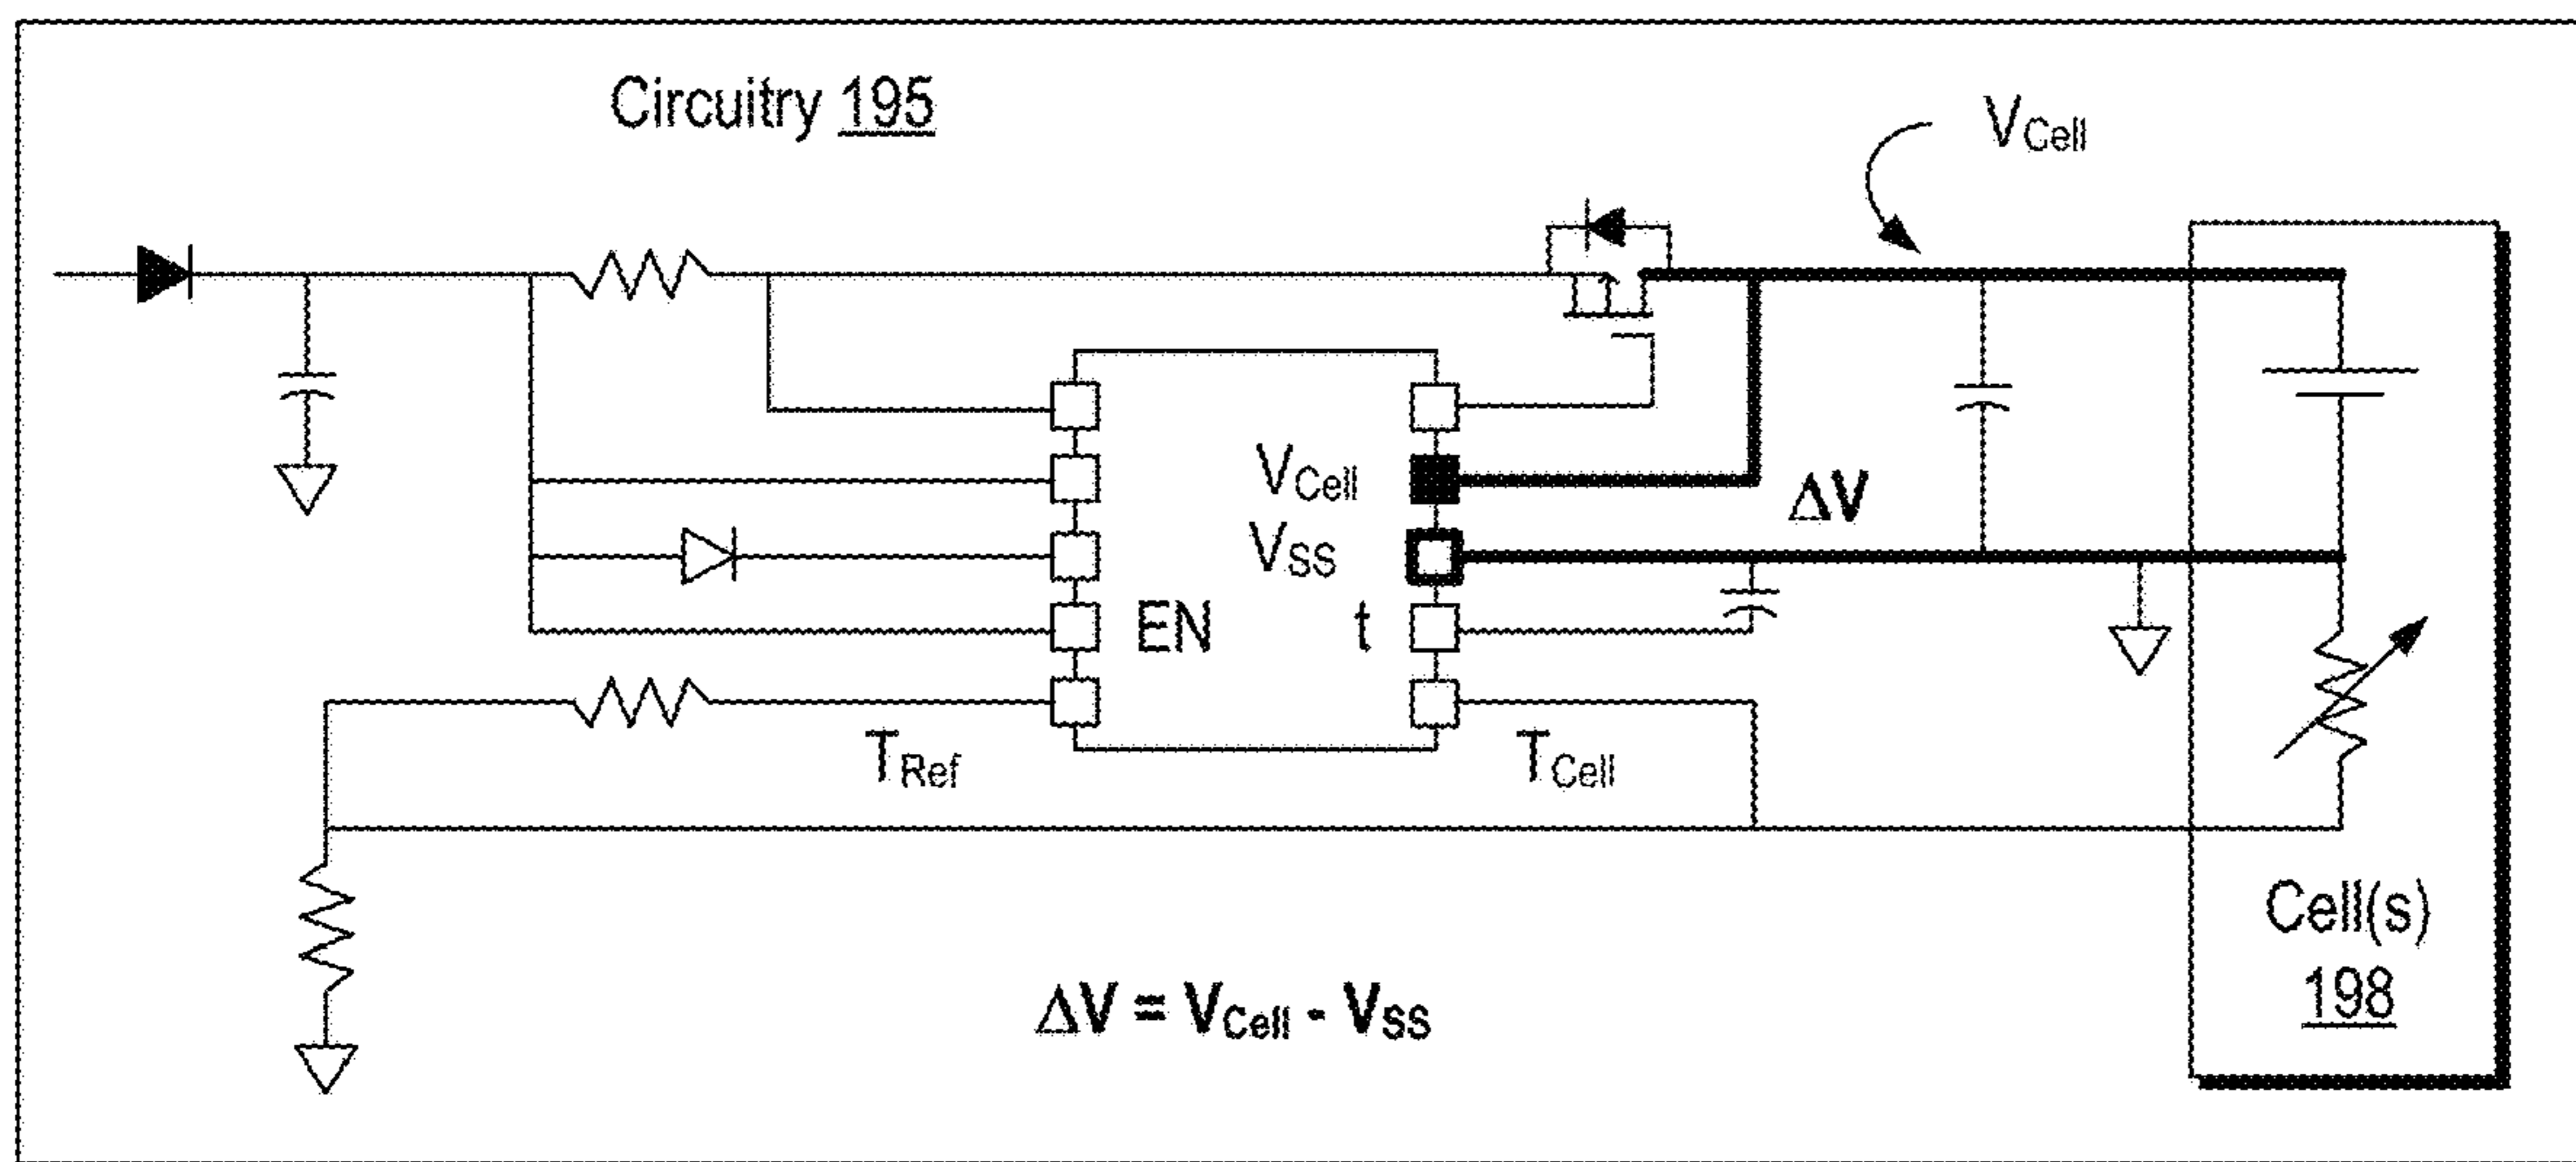 Circuitry 195
VCell
VCell
ΔV
VSS
EN
t
TRef
TCell
Cell(s)
198
ΔV = VCell - VSS